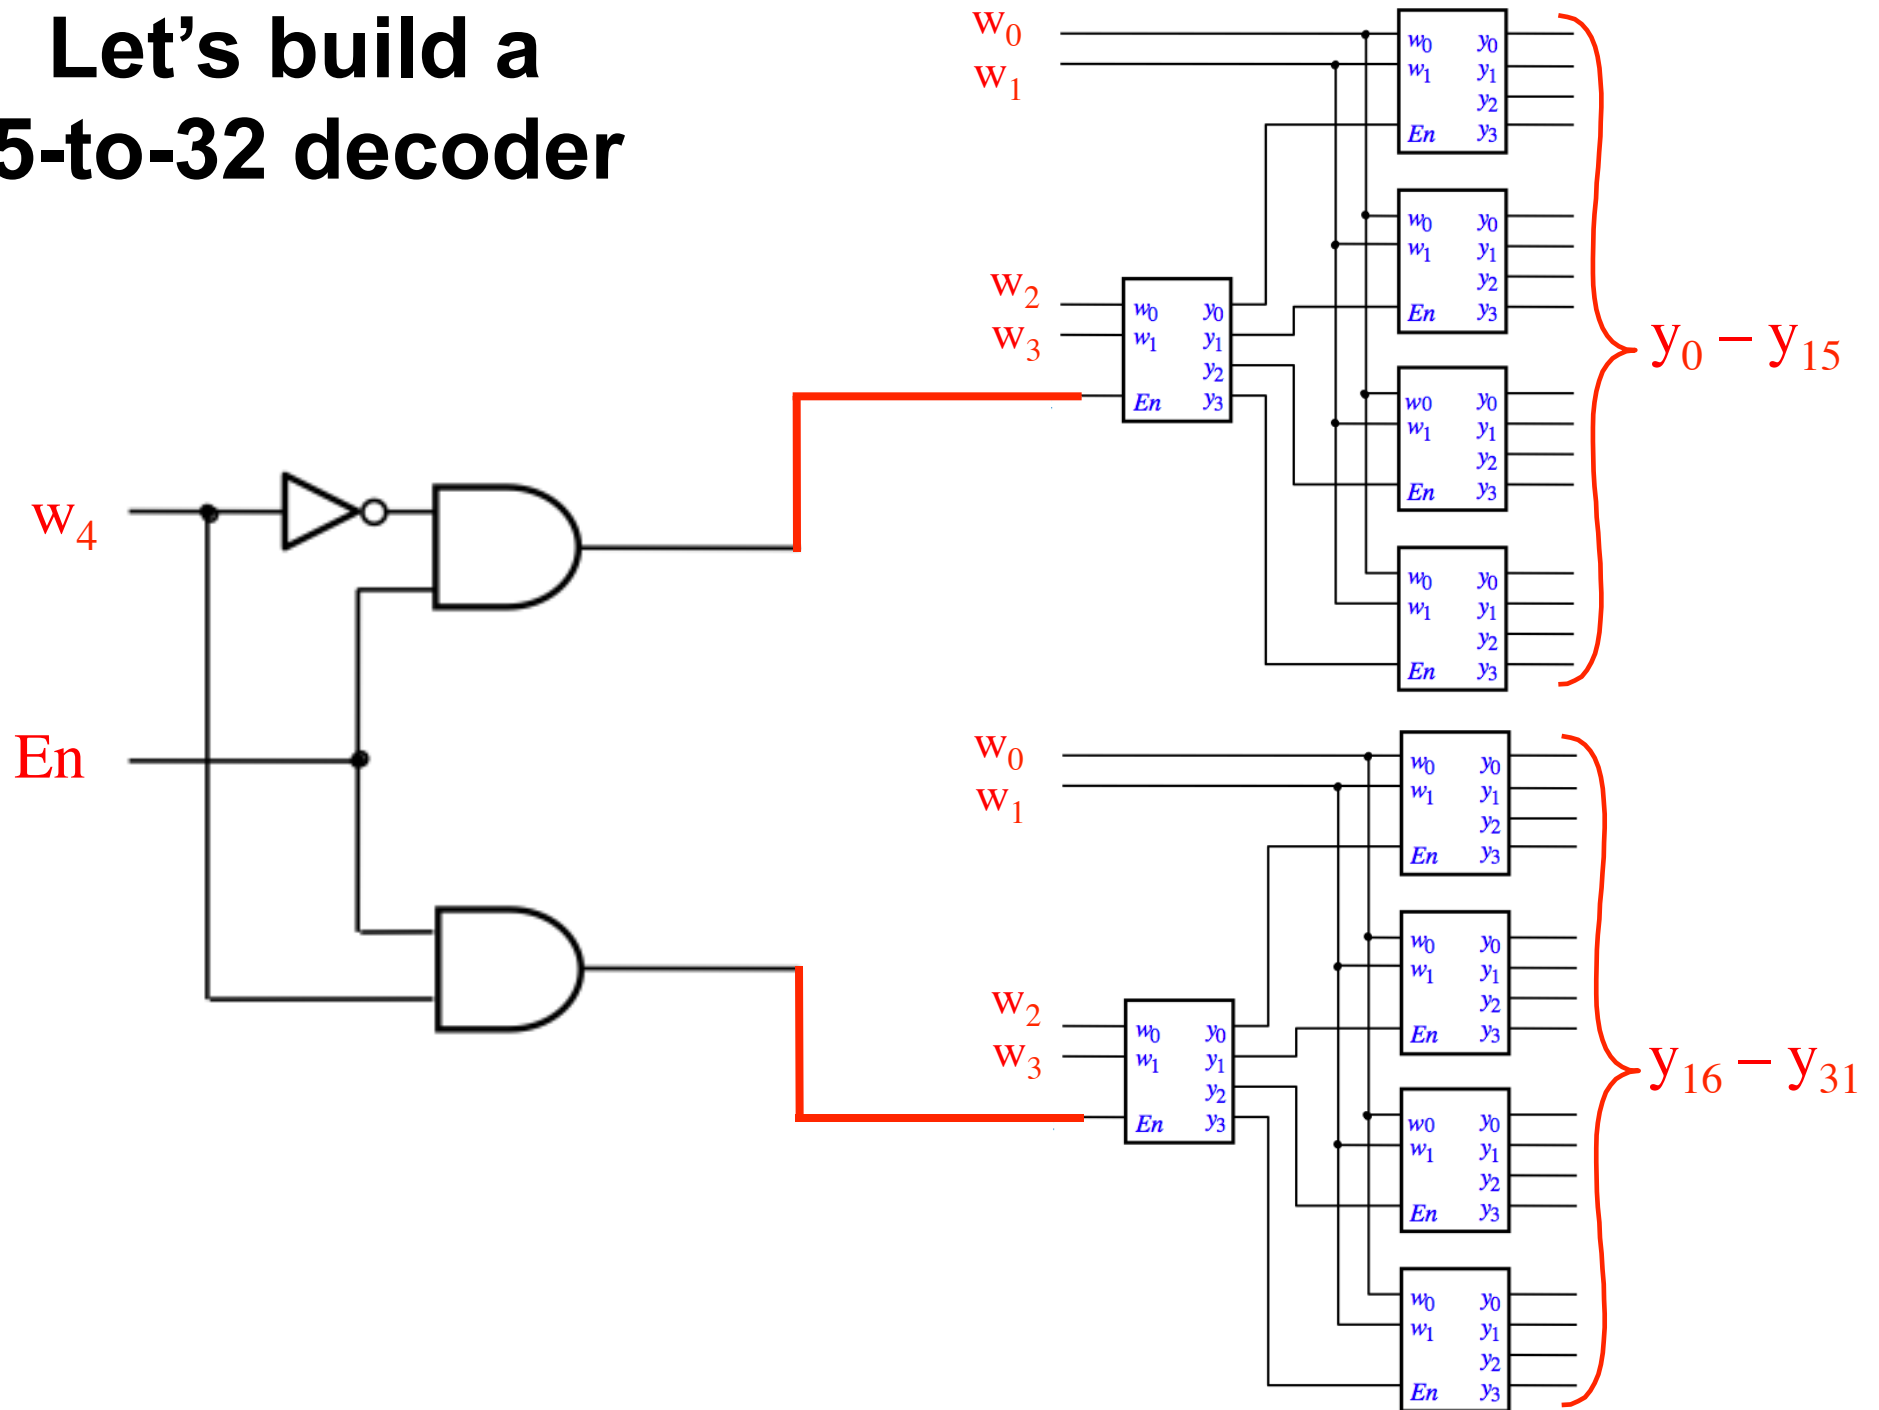 Let’s build a
5-to-32 decoder
w0
w1
w0 y0
w1 y1
y2
En y3
w0 y0
w1 y1
y2
En y3
w2
w3
w0 y0
w1 y1
y2
En y3
y0 – y15
w0 y0
w1 y1
y2
En y3
w4
w0 y0
w1 y1
y2
En y3
En
w0
w1
w0 y0
w1 y1
y2
En y3
w0 y0
w1 y1
y2
En y3
w2
w3
w0 y0
w1 y1
y2
En y3
y16 – y31
w0 y0
w1 y1
y2
En y3
w0 y0
w1 y1
y2
En y3